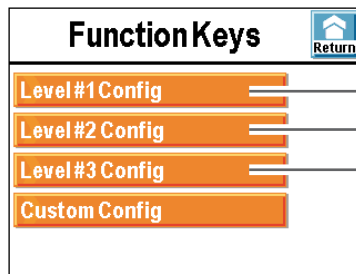 Function Keys
Return
Level #1 Config
Level #2 Config
Level #3 Config
Custom Config